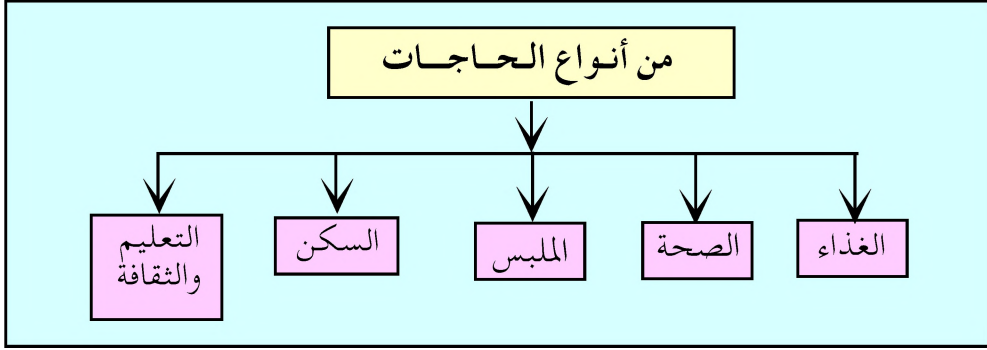 من أنواع الحاجات
الغذاء
الصحة
الملبس
السكن
التعليم
والثقافة